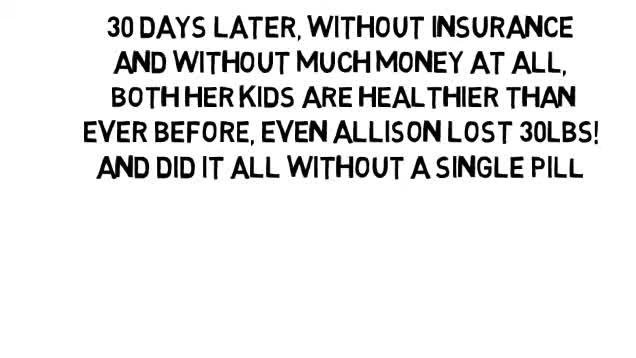 30 DAYS LATER, WITHOUT INSURANCE
AND WITHOUT MUCH MONEY AT ALL,
BOTH HER KIDS ARE HEALTHIER THAN
EVER BEFORE, EVEN ALLISON LOST 30LBS!
AND DID IT ALL WITHOUT A SINGLE PILL